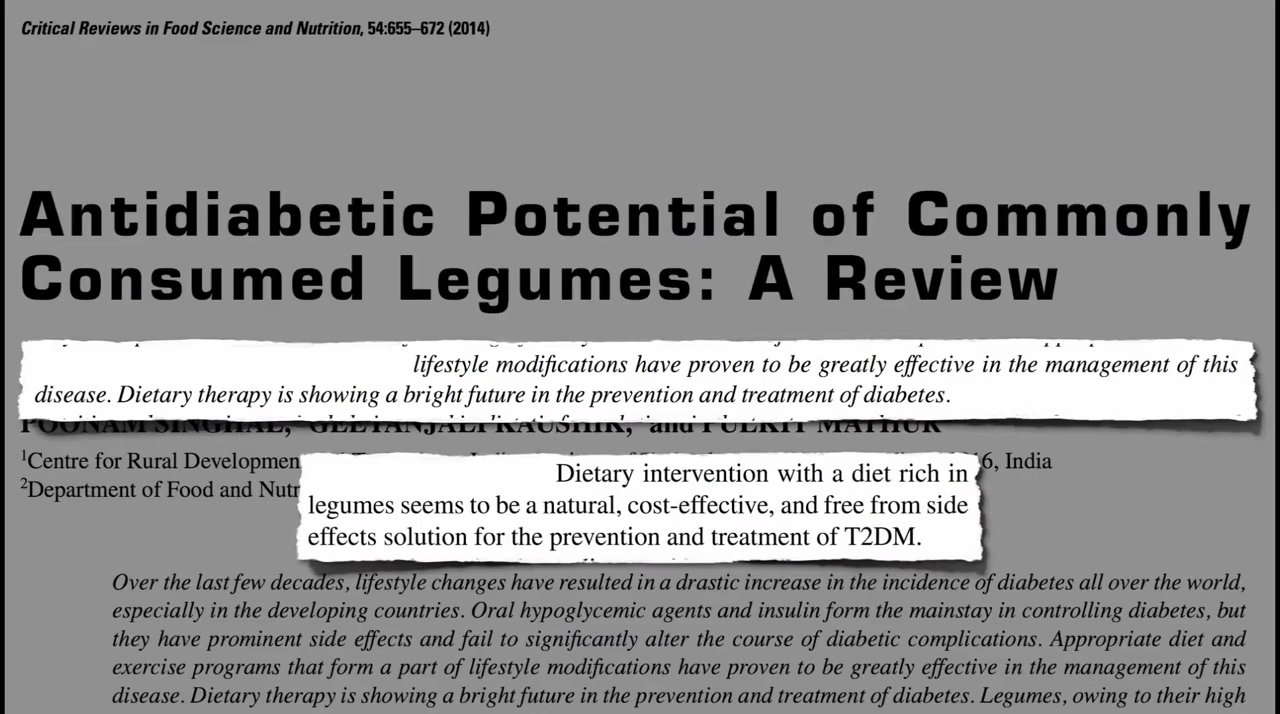 Critical Reviews in Food Science and Nutrition, 54:655–672 (2014)
Antidiabetic Potential of Commonly
Consumed Legumes: A Review
lifestyle modifications have proven to be greatly effective in the management of this
disease. Dietary therapy is showing a bright future in the prevention and treatment of diabetes.
POONAM SINGHAL, GEETANJALI KAUSHIK, and PULKIT MATHUR
1Centre for Rural Developmen 6, India
2Department of Food and Nutr
Dietary intervention with a diet rich in
legumes seems to be a natural, cost-effective, and free from side
effects solution for the prevention and treatment of T2DM.
Over the last few decades, lifestyle changes have resulted in a drastic increase in the incidence of diabetes all over the world,
especially in the developing countries. Oral hypoglycemic agents and insulin form the mainstay in controlling diabetes, but
they have prominent side effects and fail to significantly alter the course of diabetic complications. Appropriate diet and
exercise programs that form a part of lifestyle modifications have proven to be greatly effective in the management of this
disease. Dietary therapy is showing a bright future in the prevention and treatment of diabetes. Legumes, owing to their high